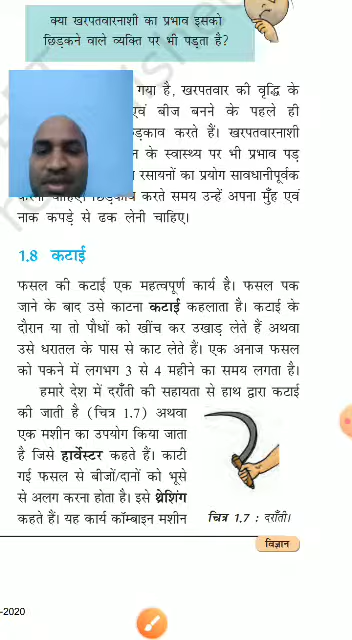 क्या खरपतवारनाशी का प्रभाव इसको
छिड़कने वाले व्यक्ति पर भी पड़ता है?
गया है, खरपतवार की वृद्धि के
एवं बीज बनने के पहले ही
करते हैं। खरपतवारनाशी
के स्वास्थ्य पर भी प्रभाव पड़
रसायनों का प्रयोग सावधानीपूर्वक
करना चाहिए। छिड़काव करते समय उन्हें अपना मुँह एवं
नाक कपड़े से ढक लेनी चाहिए।
1.8 कटाई
फसल की कटाई एक महत्वपूर्ण कार्य है। फसल पक
जाने के बाद उसे काटना कटाई कहलाता है। कटाई के
दौरान या तो पौधों को खींच कर उखाड़ लेते हैं अथवा
उसे धरातल के पास से काट लेते हैं। एक अनाज फसल
को पकने में लगभग 3 से 4 महीने का समय लगता है।
हमारे देश में दराँती की सहायता से हाथ द्वारा कटाई
की जाती है (चित्र 1.7) अथवा
एक मशीन का उपयोग किया जाता
है जिसे हार्वेस्टर कहते हैं। काटी
गई फसल से बीजों/दानों को भूसे
से अलग करना होता है। इसे थ्रेशिंग
कहते हैं। यह कार्य कॉम्बाइन मशीन
चित्र 1.7 : दराँती।
विज्ञान
-2020